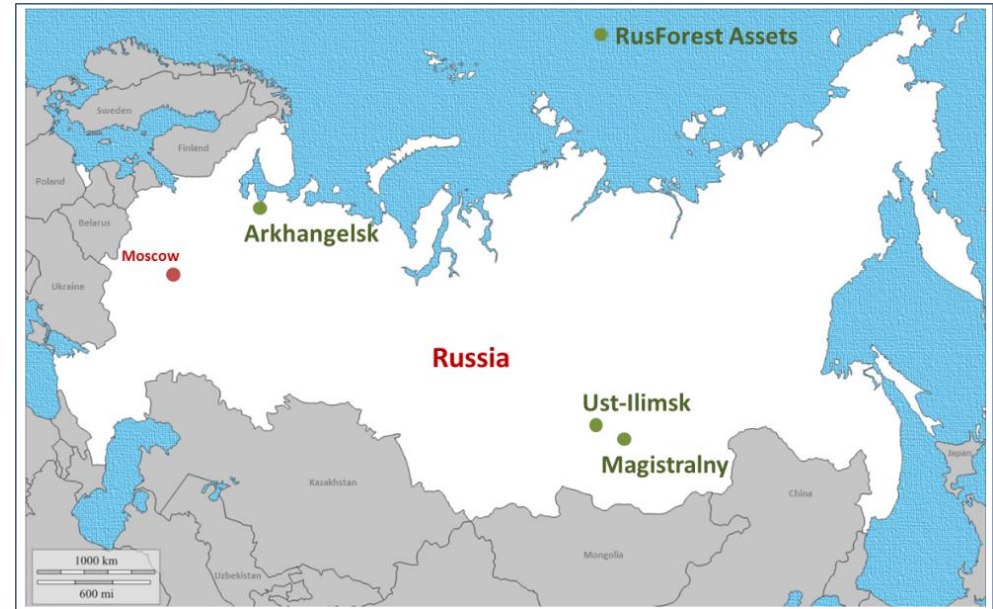 RusForest Assets
Sweden
Finland
Poland
Belarus
Arkhangelsk
Moscow
Ukraine
Russia
Ust-Ilimsk
Magistralny
Japan
Kazakhstan
China
Mongolia
Uzbekistan
1000 km
600 mi